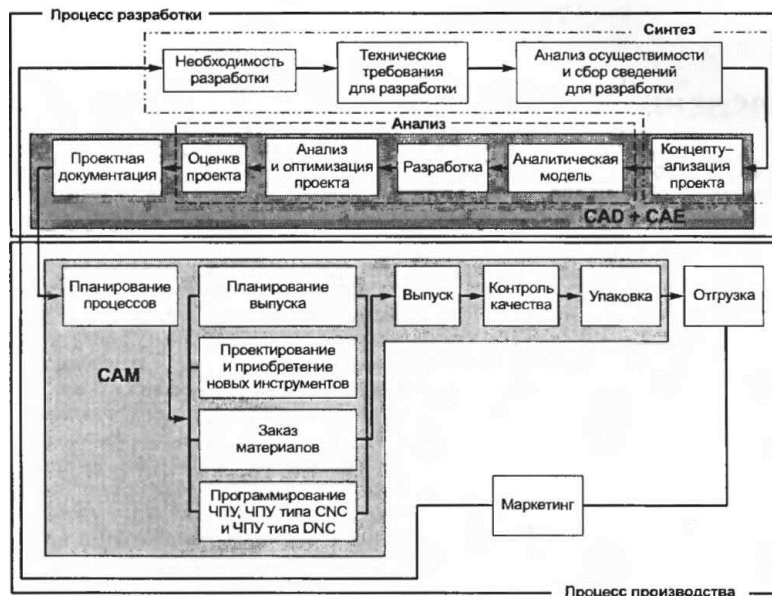 Процесс разработки
Синтез
Необходимость
разработки
Технические
требования
для разработки
Анализ осуществимости
и сбор сведений
для разработки
Анализ
Проектная
документация
Оценкв
проекта
Анализ
и оптимизация
проекта
Разработка
Аналитическая
модель
Концепту–
ализация
проекта
CAD + CAE
Ппанирование
процессов
Планирование
выпуска
Выпуск
Контроль
качества
Упаковка
Отгрузка
Проектирование
и приобретение
новых инструментов
CAM
Заказ
материалов
Программирование
ЧПУ, ЧПУ типа CNC
и ЧПУ типа DNC
Маркетинг
Процесс производства